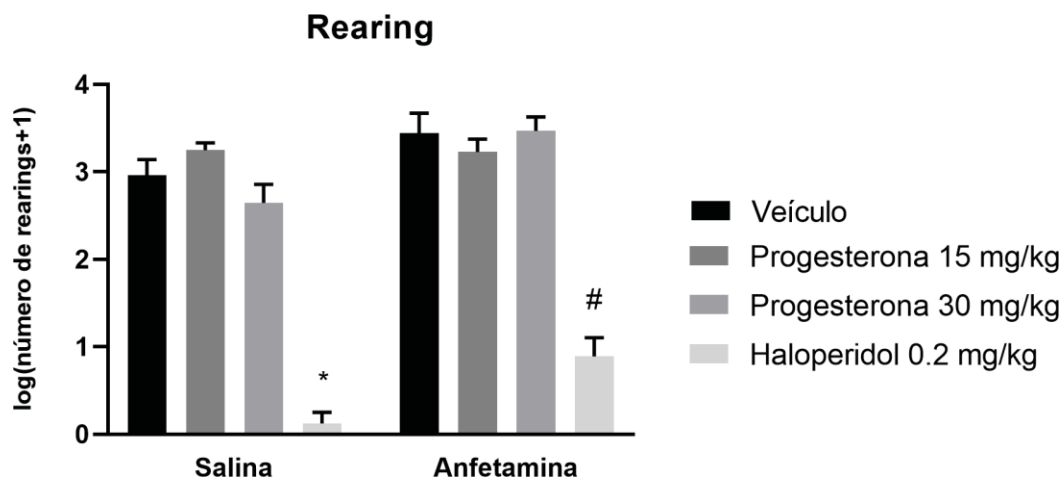 Rearing
log(número de rearings+1)
4
3
2
1
0
*
#
Salina
Anfetamina
Veículo
Progesterona 15 mg/kg
Progesterona 30 mg/kg
Haloperidol 0.2 mg/kg